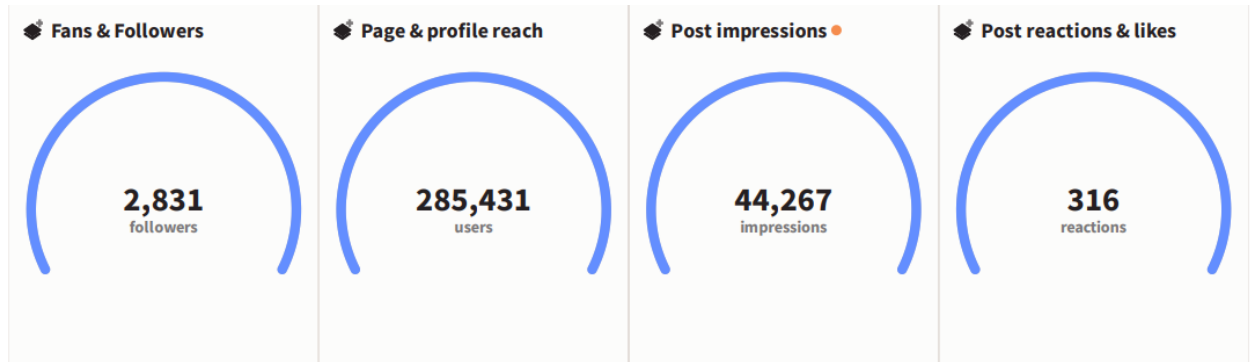 Fans & Followers
2,831
followers
Page & profile reach
285,431
users
Post impressions
44,267
impressions
Post reactions & likes
316
reactions